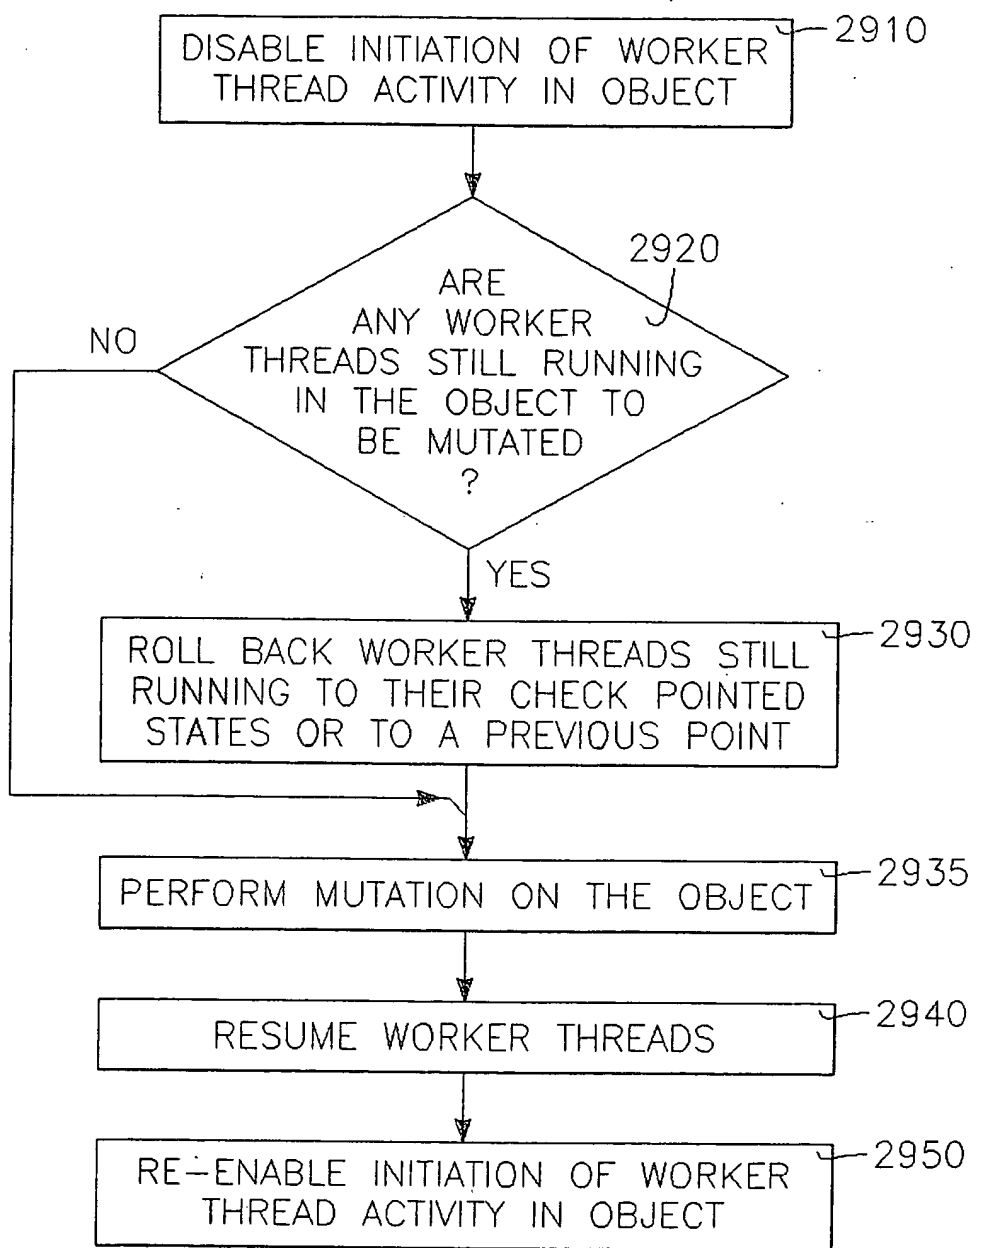 DISABLE INITIATION OF WORKER
THREAD ACTIVITY IN OBJECT
2910
2920
ARE
ANY WORKER
THREADS STILL RUNNING
IN THE OBJECT TO
BE MUTATED
?
NO
YES
ROLL BACK WORKER THREADS STILL
RUNNING TO THEIR CHECK POINTED
STATES OR TO A PREVIOUS POINT
2930
PERFORM MUTATION ON THE OBJECT
2935
RESUME WORKER THREADS
2940
RE-ENABLE INITIATION OF WORKER
THREAD ACTIVITY IN OBJECT
2950